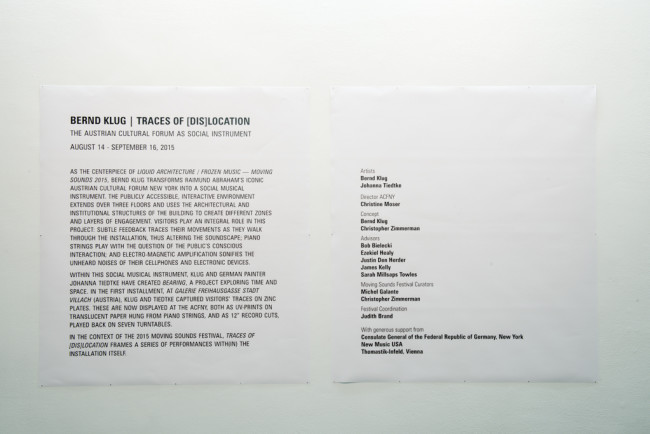 BERND KLUG | TRACES OF [DIS]LOCATION
THE AUSTRIAN CULTURAL FORUM AS SOCIAL INSTRUMENT
AUGUST 14 - SEPTEMBER 16, 2015
AS THE CENTERPIECE OF LIQUID ARCHITECTURE / FROZEN MUSIC — MOVING
SOUNDS 2015, BERND KLUG TRANSFORMS RAIMUND ABRAHAM'S ICONIC
AUSTRIAN CULTURAL FORUM NEW YORK INTO A SOCIAL MUSICAL
INSTRUMENT. THE PUBLICLY ACCESSIBLE, INTERACTIVE ENVIRONMENT
EXTENDS OVER THREE FLOORS AND USES THE ARCHITECTURAL AND
INSTITUTIONAL STRUCTURES OF THE BUILDING TO CREATE DIFFERENT ZONES
AND LAYERS OF ENGAGEMENT. VISITORS PLAY AN INTEGRAL ROLE IN THIS
PROJECT: SUBTLE FEEDBACK TRACES THEIR MOVEMENTS AS THEY WALK
THROUGH THE INSTALLATION, THUS ALTERING THE SOUNDSCAPE; PIANO
STRINGS PLAY WITH THE QUESTION OF THE PUBLIC'S CONSCIOUS
INTERACTION; AND ELECTRO-MAGNETIC AMPLIFICATION SONIFIES THE
UNHEARD NOISES OF THEIR CELLPHONES AND ELECTRONIC DEVICES.
WITHIN THIS SOCIAL MUSICAL INSTRUMENT, KLUG AND GERMAN PAINTER
JOHANNA TIEDTKE HAVE CREATED BEARING, A PROJECT EXPLORING TIME AND
SPACE. IN THE FIRST INSTALLMENT, AT GALERIE FREIHAUSGASSE STADT
VILLACH (AUSTRIA), KLUG AND TIEDTKE CAPTURED VISITORS' TRACES ON ZINC
PLATES. THESE ARE NOW DISPLAYED AT THE ACFNY, BOTH AS UV-PRINTS ON
TRANSLUCENT PAPER HUNG FROM PIANO STRINGS, AND AS 12" RECORD CUTS,
PLAYED BACK ON SEVEN TURNTABLES.
IN THE CONTEXT OF THE 2015 MOVING SOUNDS FESTIVAL, TRACES OF
[DIS]LOCATION FRAMES A SERIES OF PERFORMANCES WITH(IN) THE
INSTALLATION ITSELF.
Artists
Bernd Klug
Johanna Tiedtke
Director ACFNY
Christine Moser
Concept
Bernd Klug
Christopher Zimmerman
Advisors
Bob Bielecki
Ezekiel Healy
Justin Don Horder
James Kelly
Sarah Millsaps Towles
Moving Sounds Festival Curators
Michel Galante
Christopher Zimmerman
Festival Coordination
Judith Brand
With generous support from
Consulate General of the Federal Republic of Germany, New York
New Music USA
Thomastik-Infeld, Vienna